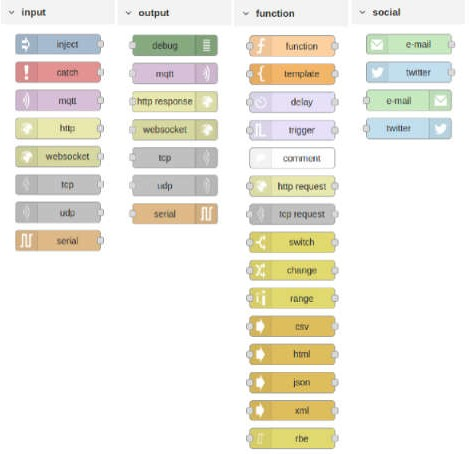 input
inject
catch
mqtt
http
websocket
tcp
udp
serial
output
debug
mqtt
http response
websocket
tcp
udp
serial
function
function
template
delay
trigger
comment
http request
tcp request
switch
change
range
csv
html
json
xml
rbe
social
e-mail
twitter
e-mail
twitter